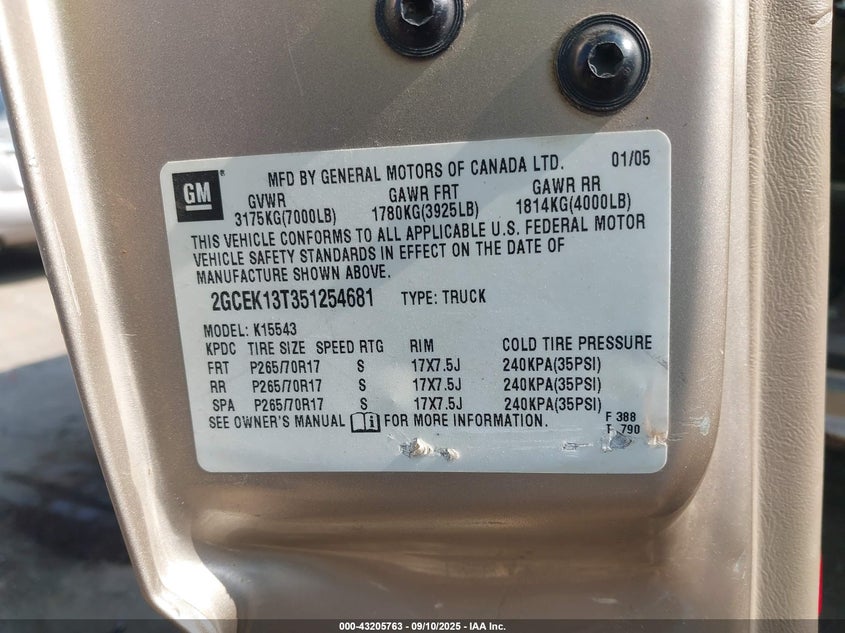 MFD BY GENERAL MOTORS OF CANADA LTD. 01/05
GM
GVWR GAWR FRT GAWR RR
3175KG(7000LB) 1780KG(3925LB) 1814KG(4000LB)
THIS VEHICLE CONFORMS TO ALL APPLICABLE U.S. FEDERAL MOTOR
VEHICLE SAFETY STANDARDS IN EFFECT ON THE DATE OF
MANUFACTURE SHOWN ABOVE.
2GCEK13T351254681 TYPE: TRUCK
MODEL: K15543
KPDC TIRE SIZE SPEED RTG RIM COLD TIRE PRESSURE
FRT P265/70R17 S 17X7.5J 240KPA(35PSI)
RR P265/70R17 S 17X7.5J 240KPA(35PSI)
SPA P265/70R17 S 17X7.5J 240KPA(35PSI)
SEE OWNER'S MANUAL FOR MORE INFORMATION.
F 388
T 790
000-43205763 - 09/10/2025 - IAA Inc.